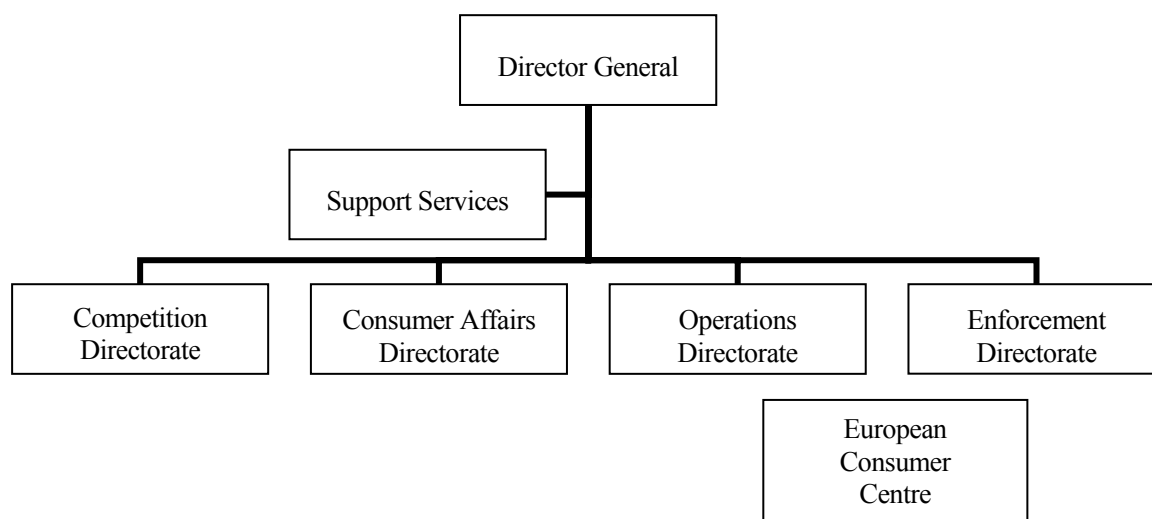 Director General
Support Services
Competition
Directorate
Consumer Affairs
Directorate
Operations
Directorate
Enforcement
Directorate
European
Consumer
Centre